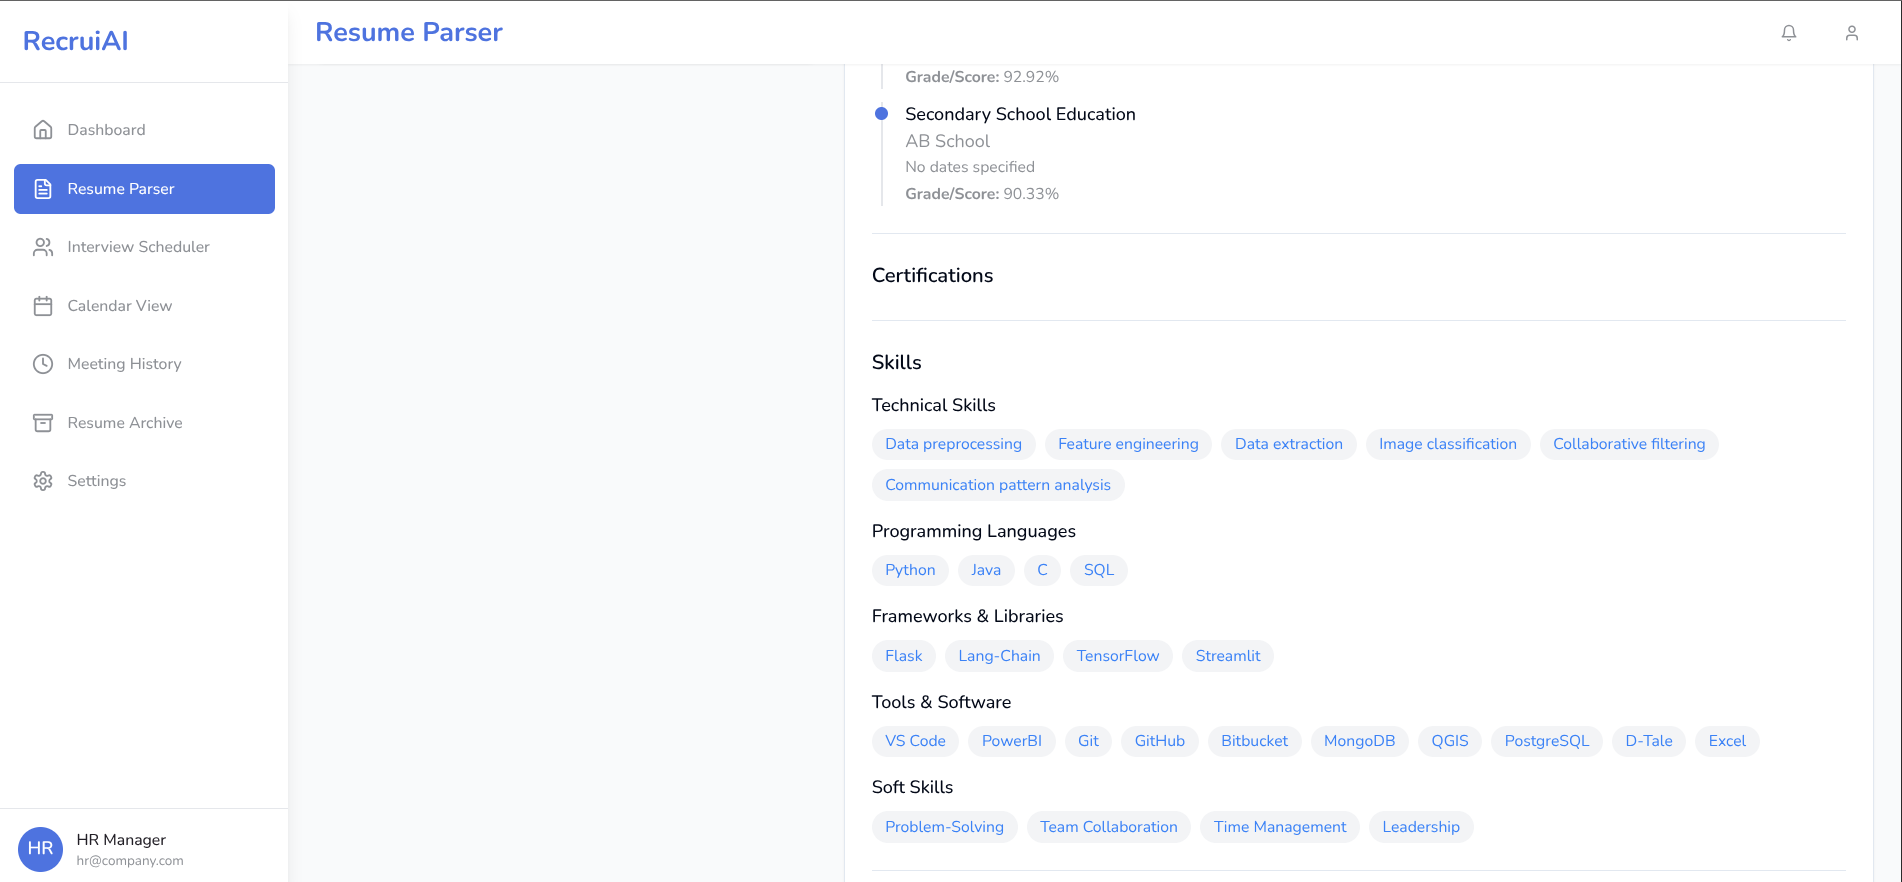 RecruiAI
Resume Parser
Dashboard
Resume Parser
Interview Scheduler
Calendar View
Meeting History
Resume Archive
Settings
HR
HR Manager
hr@company.com
Grade/Score: 92.92%
Secondary School Education
AB School
No dates specified
Grade/Score: 90.33%
Certifications
Skills
Technical Skills
Data preprocessing Feature engineering Data extraction Image classification Collaborative filtering
Communication pattern analysis
Programming Languages
Python Java C SQL
Frameworks & Libraries
Flask Lang-Chain TensorFlow Streamlit
Tools & Software
VS Code PowerBI Git GitHub Bitbucket MongoDB QGIS PostgreSQL D-Tale Excel
Soft Skills
Problem-Solving Team Collaboration Time Management Leadership